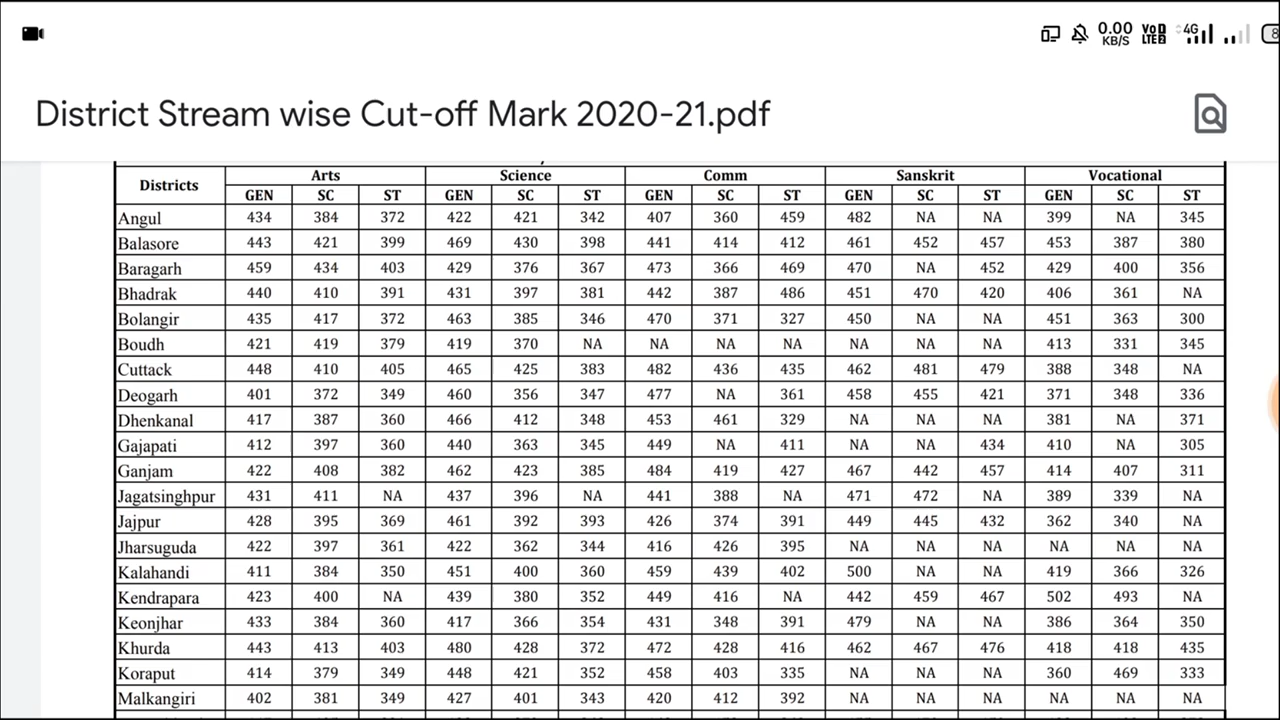 0.00 KB/S VoD LTE2 4G 8
District Stream wise Cut-off Mark 2020-21.pdf
Districts Arts Science Comm Sanskrit Vocational
GEN SC ST GEN SC ST GEN SC ST GEN SC ST GEN SC ST
Angul 434 384 372 422 421 342 407 360 459 482 NA NA 399 NA 345
Balasore 443 421 399 469 430 398 441 414 412 461 452 457 453 387 380
Baragarh 459 434 403 429 376 367 473 366 469 470 NA 452 429 400 356
Bhadrak 440 410 391 431 397 381 442 387 486 451 470 420 406 361 NA
Bolangir 435 417 372 463 385 346 470 371 327 450 NA NA 451 363 300
Boudh 421 419 379 419 370 NA NA NA NA NA NA NA 413 331 345
Cuttack 448 410 405 465 425 383 482 436 435 462 481 479 388 348 NA
Deogarh 401 372 349 460 356 347 477 NA 361 458 455 421 371 348 336
Dhenkanal 417 387 360 466 412 348 453 461 329 NA NA NA 381 NA 371
Gajapati 412 397 360 440 363 345 449 NA 411 NA NA 434 410 NA 305
Ganjam 422 408 382 462 423 385 484 419 427 467 442 457 414 407 311
Jagatsinghpur 431 411 NA 437 396 NA 441 388 NA 471 472 NA 389 339 NA
Jajpur 428 395 369 461 392 393 426 374 391 449 445 432 362 340 NA
Jharsuguda 422 397 361 422 362 344 416 426 395 NA NA NA NA NA NA
Kalahandi 411 384 350 451 400 360 459 439 402 500 NA NA 419 366 326
Kendrapara 423 400 NA 439 380 352 449 416 NA 442 459 467 502 493 NA
Keonjhar 433 384 360 417 366 354 431 348 391 479 NA NA 386 364 350
Khurda 443 413 403 480 428 372 472 428 416 462 467 476 418 418 435
Koraput 414 379 349 448 421 352 458 403 335 NA NA NA 360 469 333
Malkangiri 402 381 349 427 401 343 420 412 392 NA NA NA NA NA NA